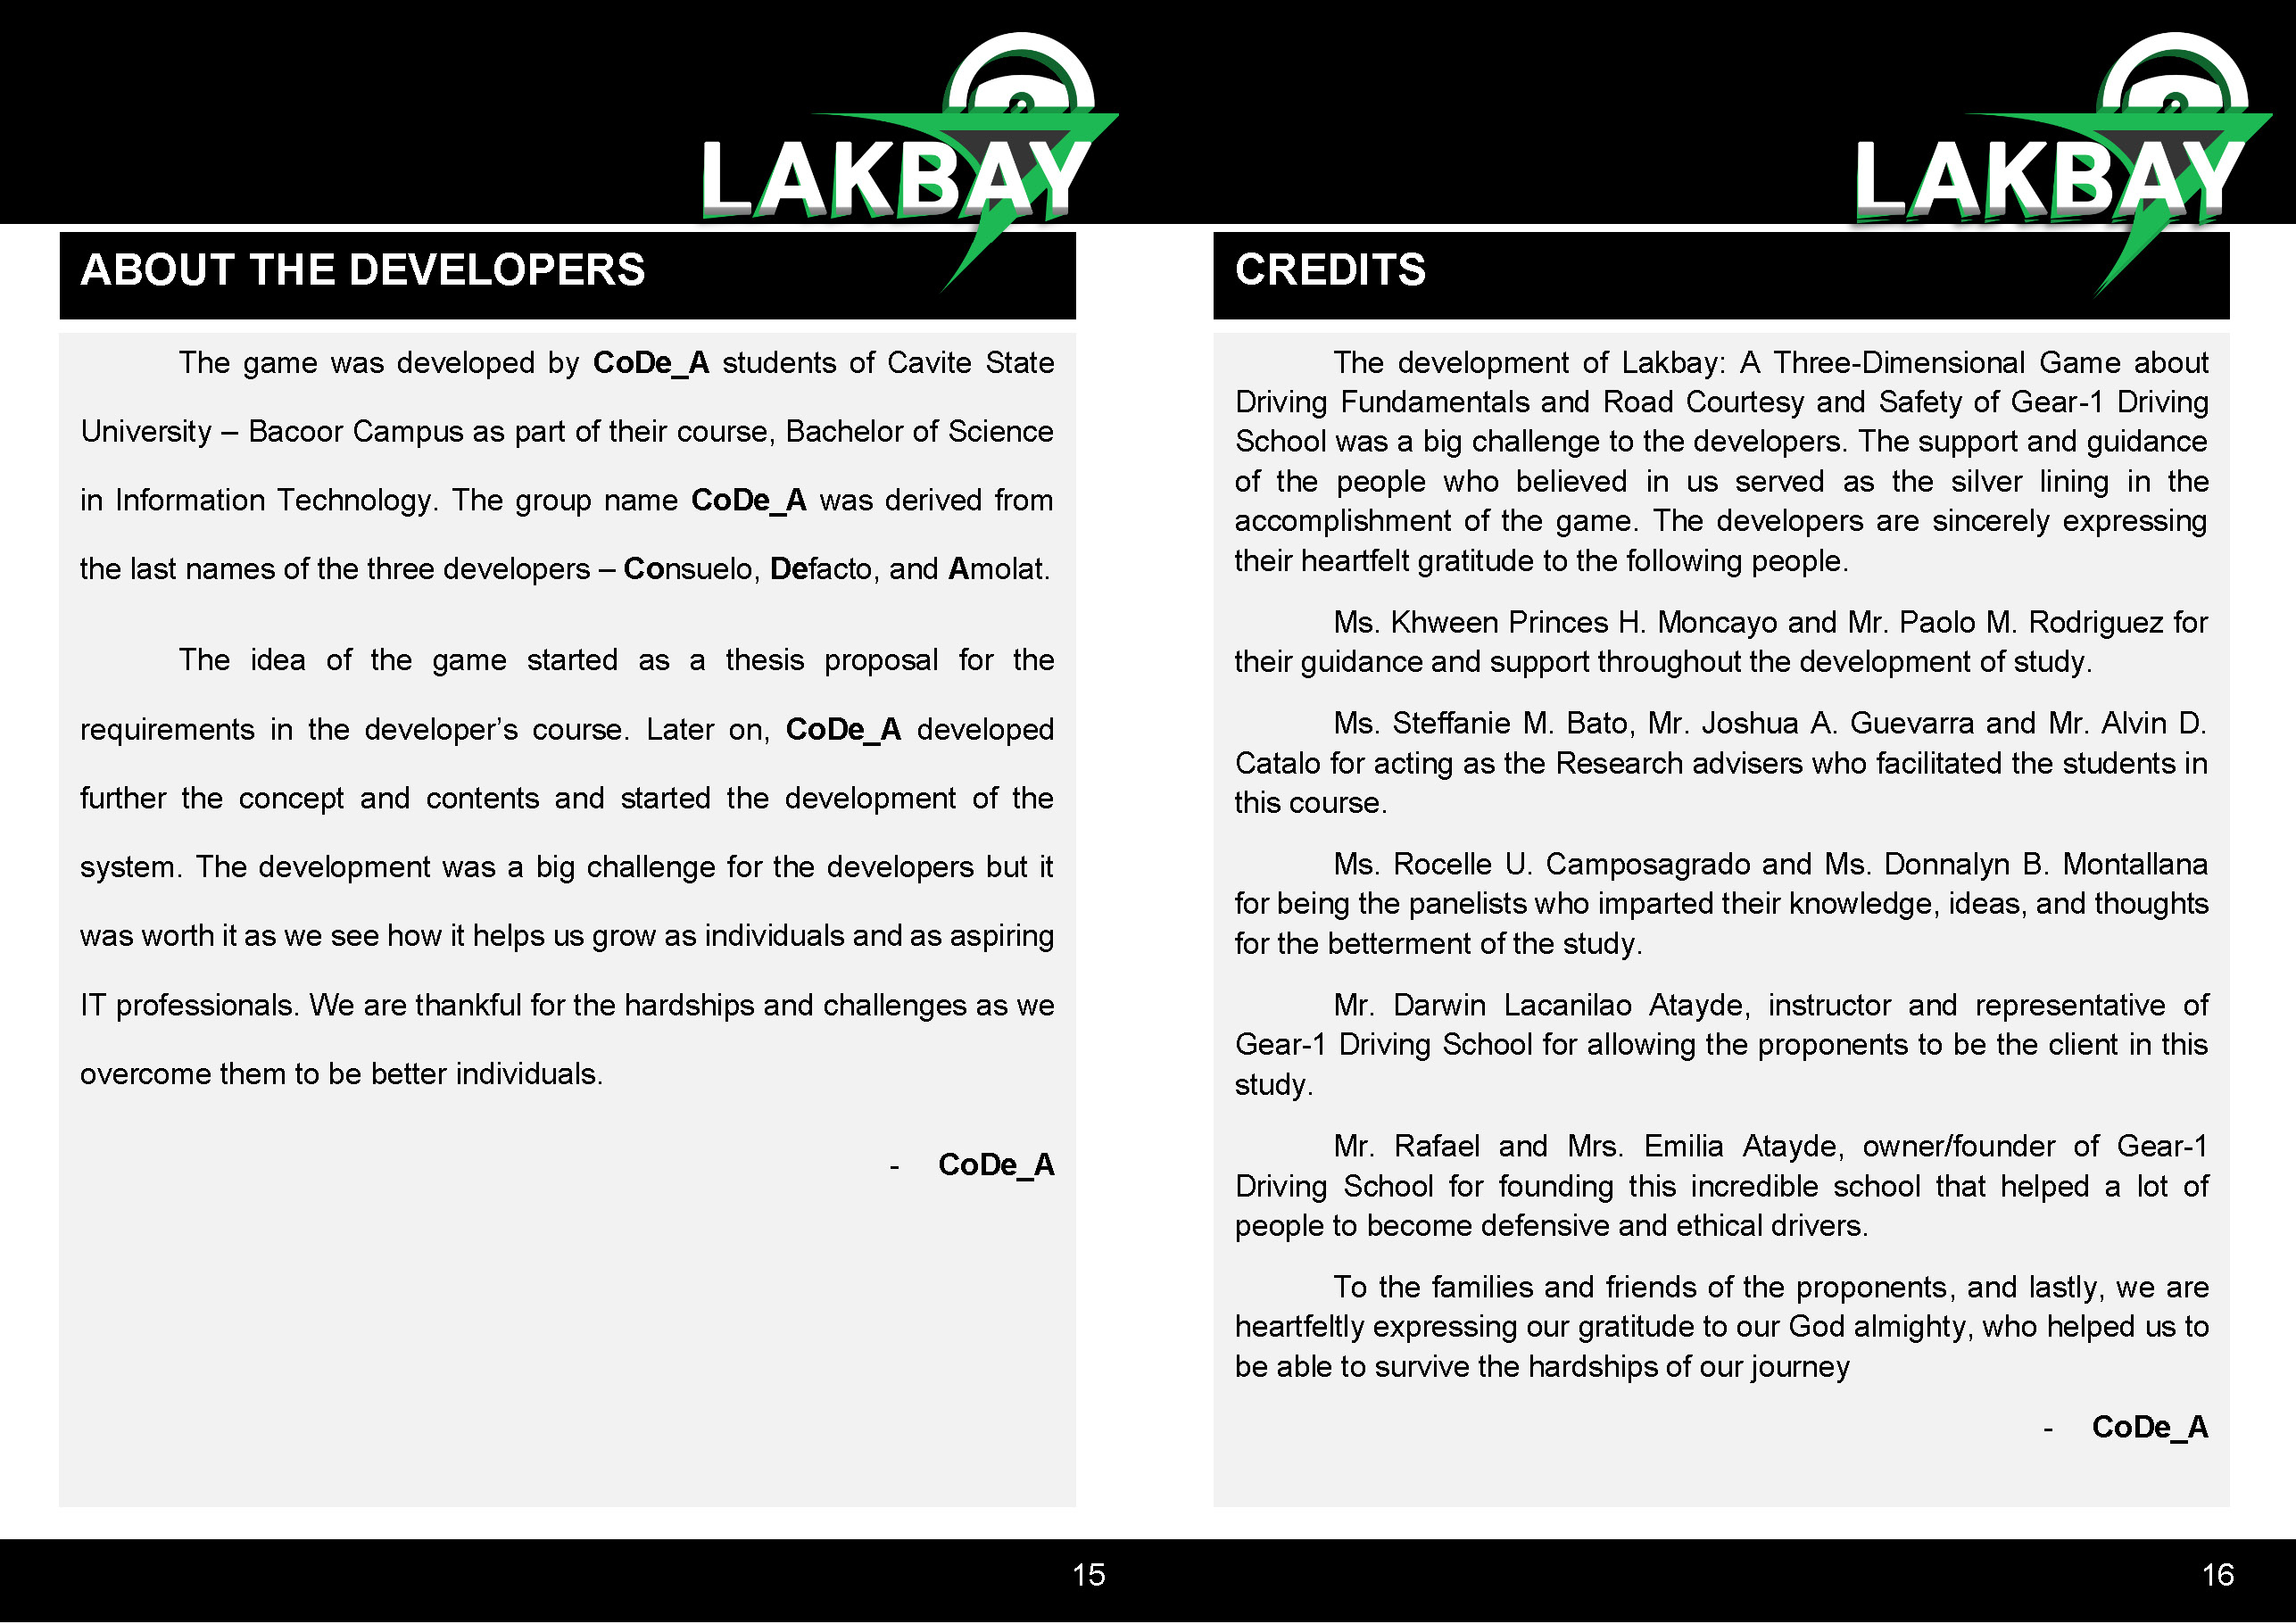 LAKBAY
ABOUT THE DEVELOPERS
The game was developed by CoDe_A students of Cavite State
University – Bacoor Campus as part of their course, Bachelor of Science
in Information Technology. The group name CoDe_A was derived from
the last names of the three developers – Consuelo, Defacto, and Amolat.
The idea of the game started as a thesis proposal for the
requirements in the developer’s course. Later on, CoDe_A developed
further the concept and contents and started the development of the
system. The development was a big challenge for the developers but it
was worth it as we see how it helps us grow as individuals and as aspiring
IT professionals. We are thankful for the hardships and challenges as we
overcome them to be better individuals.
- CoDe_A
15
LAKBAY
CREDITS
The development of Lakbay: A Three-Dimensional Game about
Driving Fundamentals and Road Courtesy and Safety of Gear-1 Driving
School was a big challenge to the developers. The support and guidance
of the people who believed in us served as the silver lining in the
accomplishment of the game. The developers are sincerely expressing
their heartfelt gratitude to the following people.
Ms. Khween Princes H. Moncayo and Mr. Paolo M. Rodriguez for
their guidance and support throughout the development of study.
Ms. Steffanie M. Bato, Mr. Joshua A. Guevarra and Mr. Alvin D.
Catalo for acting as the Research advisers who facilitated the students in
this course.
Ms. Rocelle U. Camposagrado and Ms. Donnalyn B. Montallana
for being the panelists who imparted their knowledge, ideas, and thoughts
for the betterment of the study.
Mr. Darwin Lacanilao Atayde, instructor and representative of
Gear-1 Driving School for allowing the proponents to be the client in this
study.
Mr. Rafael and Mrs. Emilia Atayde, owner/founder of Gear-1
Driving School for founding this incredible school that helped a lot of
people to become defensive and ethical drivers.
To the families and friends of the proponents, and lastly, we are
heartfeltly expressing our gratitude to our God almighty, who helped us to
be able to survive the hardships of our journey
- CoDe_A
16